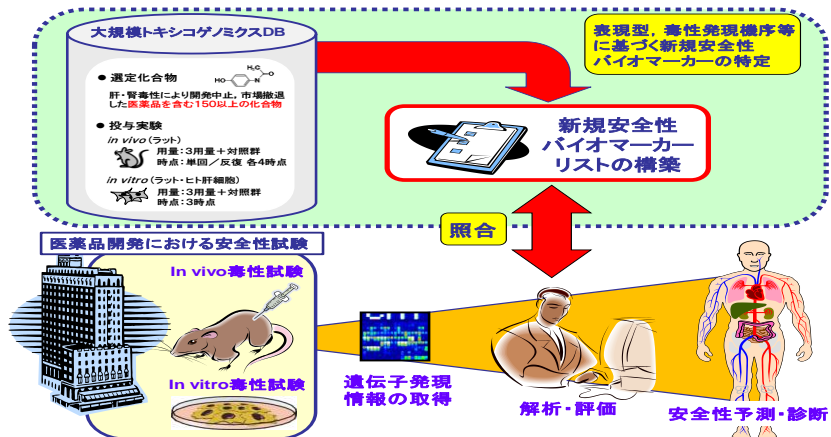 大規模トキシコゲノミクスDB
● 選定化合物
H₃C
O
HO
N
肝・腎毒性により開発中止，市場撤退
した医薬品を含む150以上の化合物
● 投与実験
in vivo（ラット）
用量：3用量＋対照群
時点：単回／反復 各4時点
in vitro（ラット・ヒト肝細胞）
用量：3用量＋対照群
時点：3時点
表現型，毒性発現機序等
に基づく新規安全性
バイオマーカーの特定
新規安全性
バイオマーカー
リストの構築
照合
医薬品開発における安全性試験
In vivo毒性試験
In vitro毒性試験
遺伝子発現
情報の取得
解析・評価
安全性予測・診断